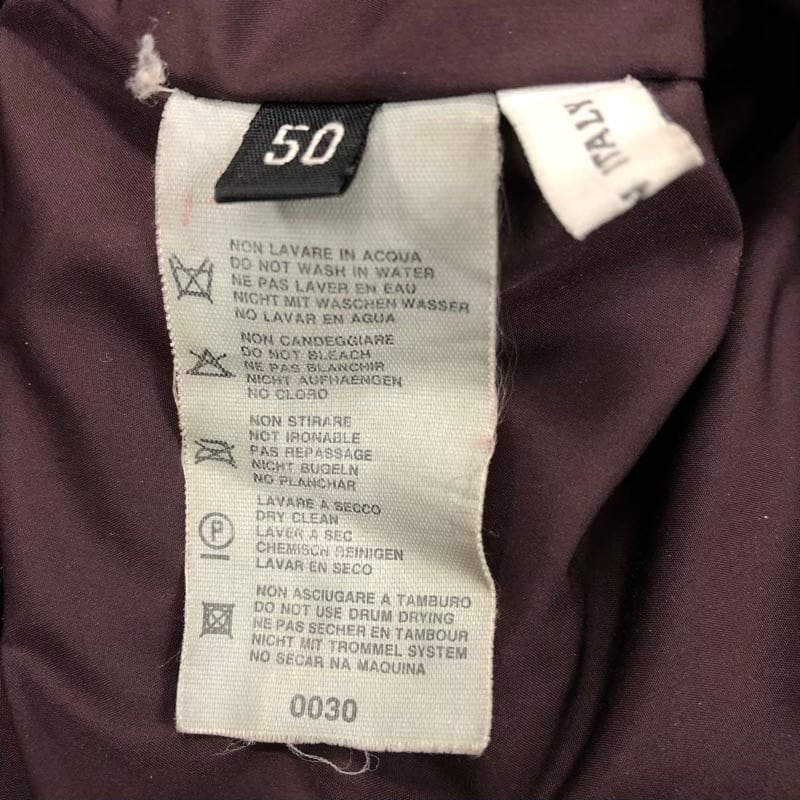 50
ITALY
NON LAVARE IN ACQUA
DO NOT WASH IN WATER
NE PAS LAVER EN EAU
NICHT MIT WASCHEN WASSER
NO LAVAR EN AGUA
NON CANDEGGIARE
DO NOT BLEACH
NE PAS BLANCHIR
NICHT AUFHAENGEN
NO CLORO
NON STIRARE
NOT IRONABLE
PAS REPASSAGE
NICHT BUGELN
NO PLANCHAR
P
LAVARE A SECCO
DRY CLEAN
LAVER A SEC
CHEMISCH REINIGEN
LAVAR EN SECO
NON ASCIUGARE A TAMBURO
DO NOT USE DRUM DRYING
NE PAS SECHER EN TAMBOUR
NICHT MIT TROMMEL SYSTEM
NO SECAR NA MAQUINA
0030